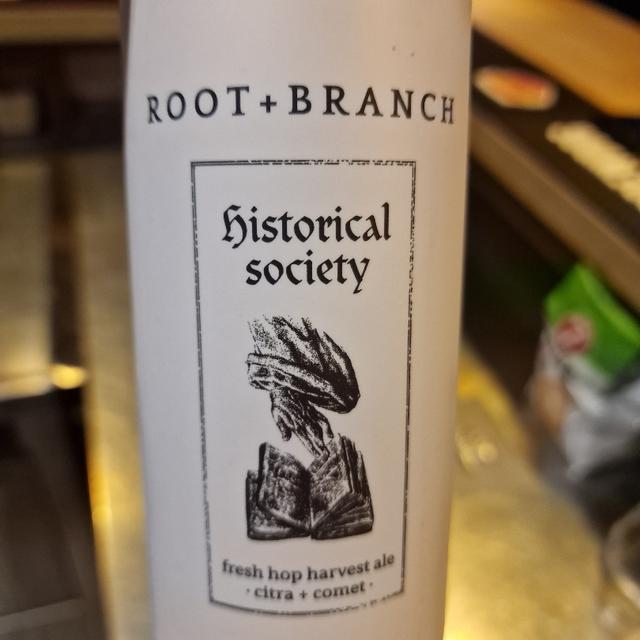 ROOT+BRANCH
historical
society
fresh hop harvest ale
· citra + comet ·